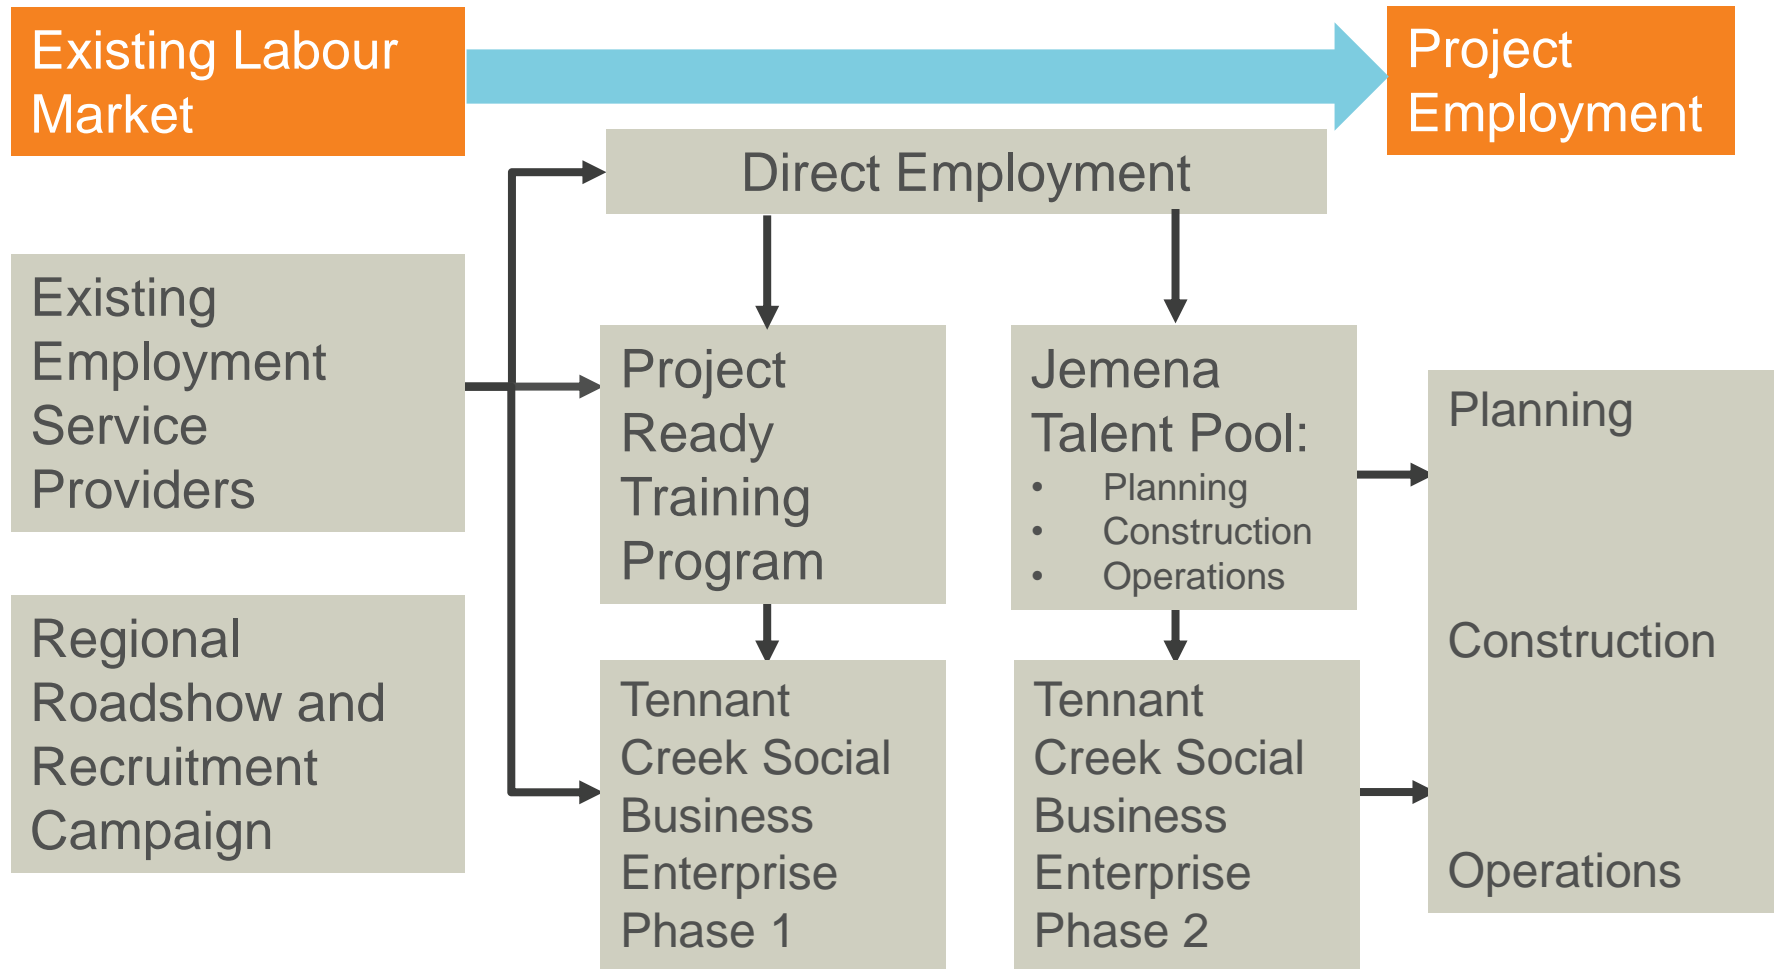 Existing Labour
Market
Project
Employment
Direct Employment
Existing
Employment
Service
Providers
Regional
Roadshow and
Recruitment
Campaign
Project
Ready
Training
Program
Tennant
Creek Social
Business
Enterprise
Phase 1
Jemena
Talent Pool:
• Planning
• Construction
• Operations
Tennant
Creek Social
Business
Enterprise
Phase 2
Planning
Construction
Operations